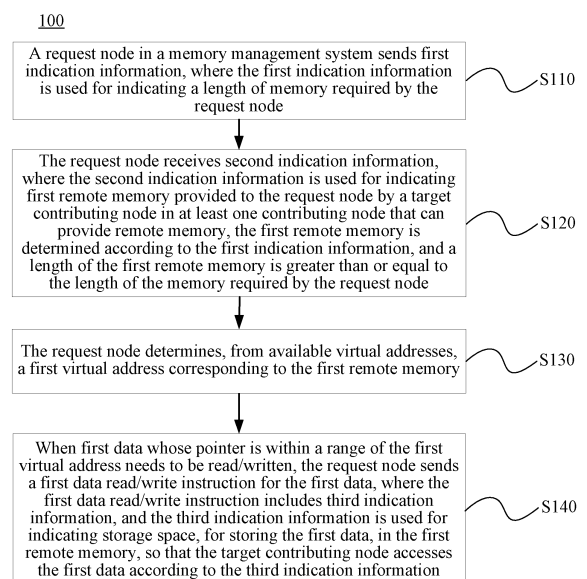 100
A request node in a memory management system sends first
indication information, where the first indication information
is used for indicating a length of memory required by the
request node
S110
The request node receives second indication information,
where the second indication information is used for indicating
first remote memory provided to the request node by a target
contributing node in at least one contributing node that can
provide remote memory, the first remote memory is
determined according to the first indication information, and a
length of the first remote memory is greater than or equal to
the length of the memory required by the request node
S120
The request node determines, from available virtual addresses,
a first virtual address corresponding to the first remote memory
S130
When first data whose pointer is within a range of the first
virtual address needs to be read/written, the request node sends
a first data read/write instruction for the first data, where the
first data read/write instruction includes third indication
information, and the third indication information is used for
indicating storage space, for storing the first data, in the
first remote memory, so that the target contributing node accesses
the first data according to the third indication information
S140